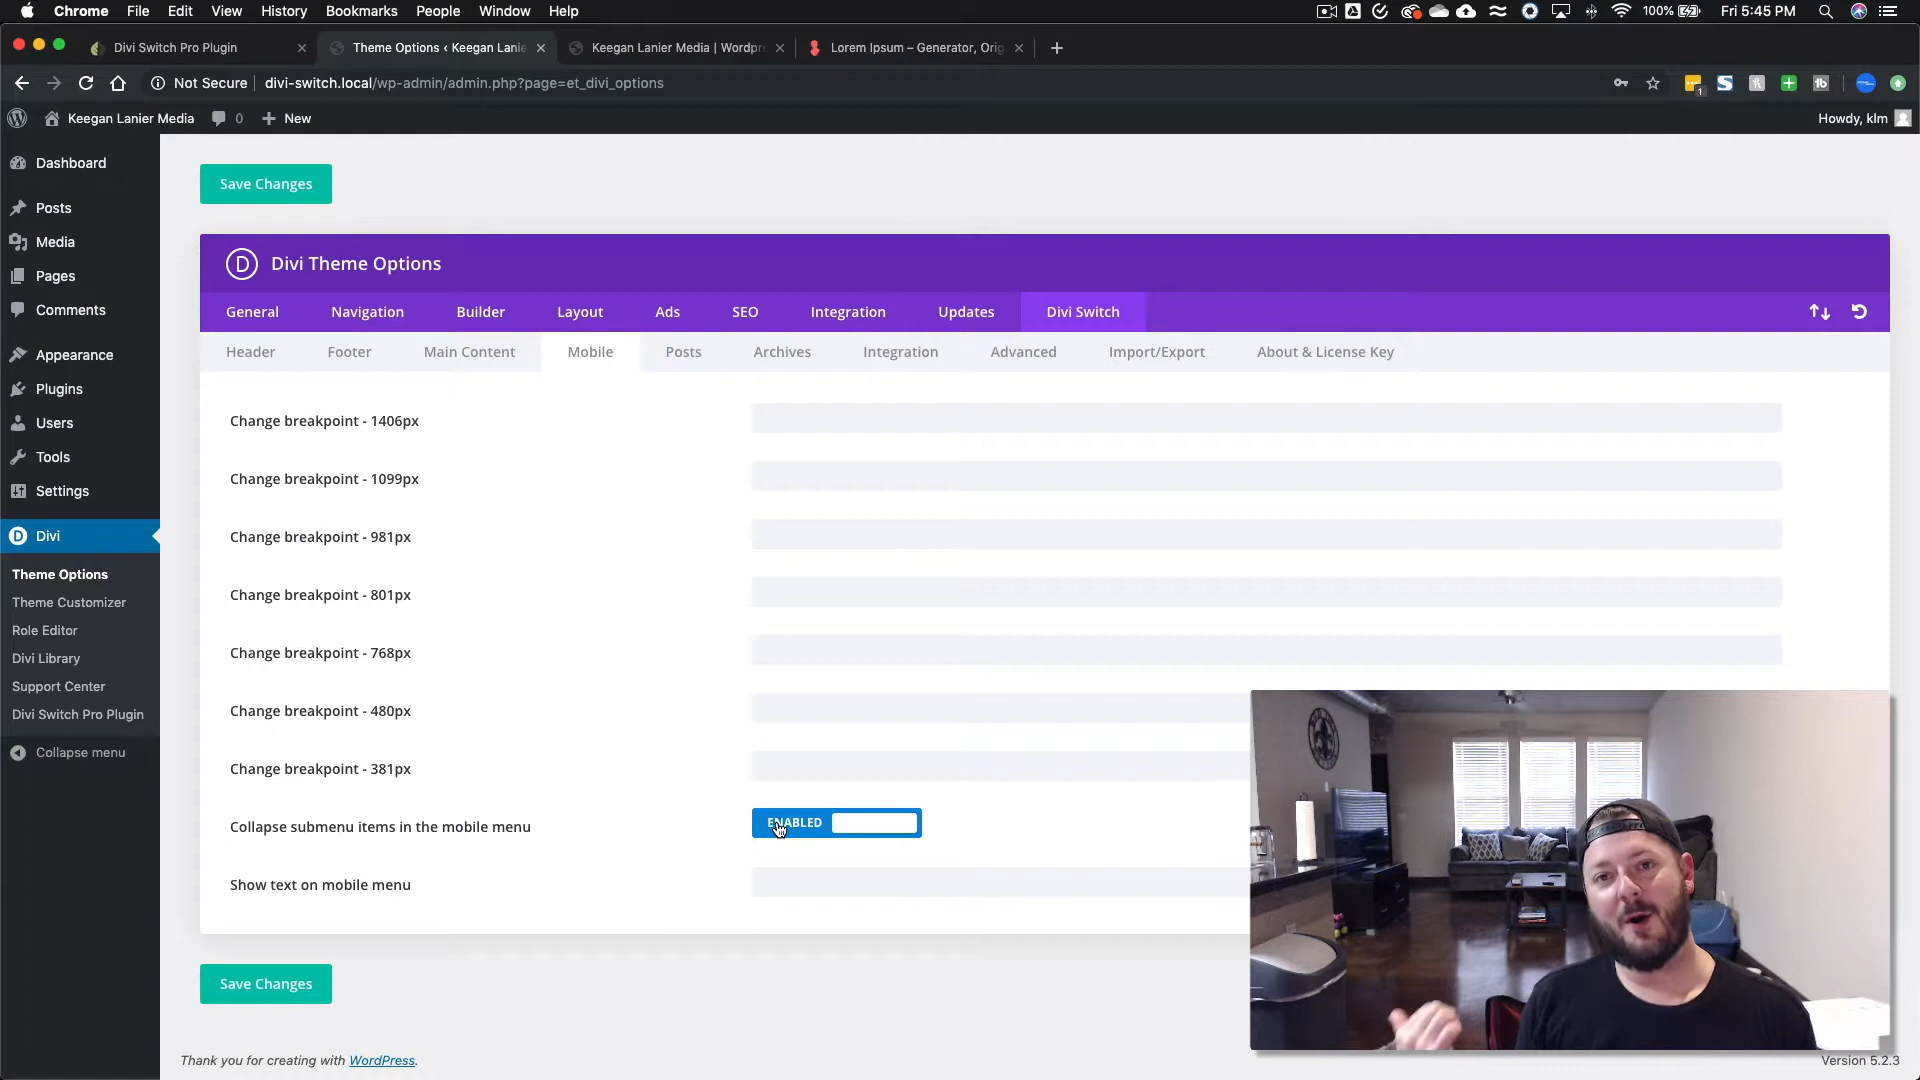 Chrome File Edit View History Bookmarks People Window Help 100% Fri 5:45 PM
Divi Switch Pro Plugin Theme Options ‹ Keegan Lanie Keegan Lanier Media | Wordpr Lorem Ipsum – Generator, Orig
Not Secure divi-switch.local/wp-admin/admin.php?page=et_divi_options 1
Keegan Lanier Media 0 New Howdy, klm
Dashboard
Posts
Media
Pages
Comments
Appearance
Plugins
Users
Tools
Settings
Divi
Theme Options
Theme Customizer
Role Editor
Divi Library
Support Center
Divi Switch Pro Plugin
Collapse menu
Save Changes
D Divi Theme Options
General Navigation Builder Layout Ads SEO Integration Updates Divi Switch
Header Footer Main Content Mobile Posts Archives Integration Advanced Import/Export About & License Key
Change breakpoint - 1406px
Change breakpoint - 1099px
Change breakpoint - 981px
Change breakpoint - 801px
Change breakpoint - 768px
Change breakpoint - 480px
Change breakpoint - 381px
Collapse submenu items in the mobile menu ENABLED
Show text on mobile menu
Save Changes
Thank you for creating with WordPress. Version 5.2.3